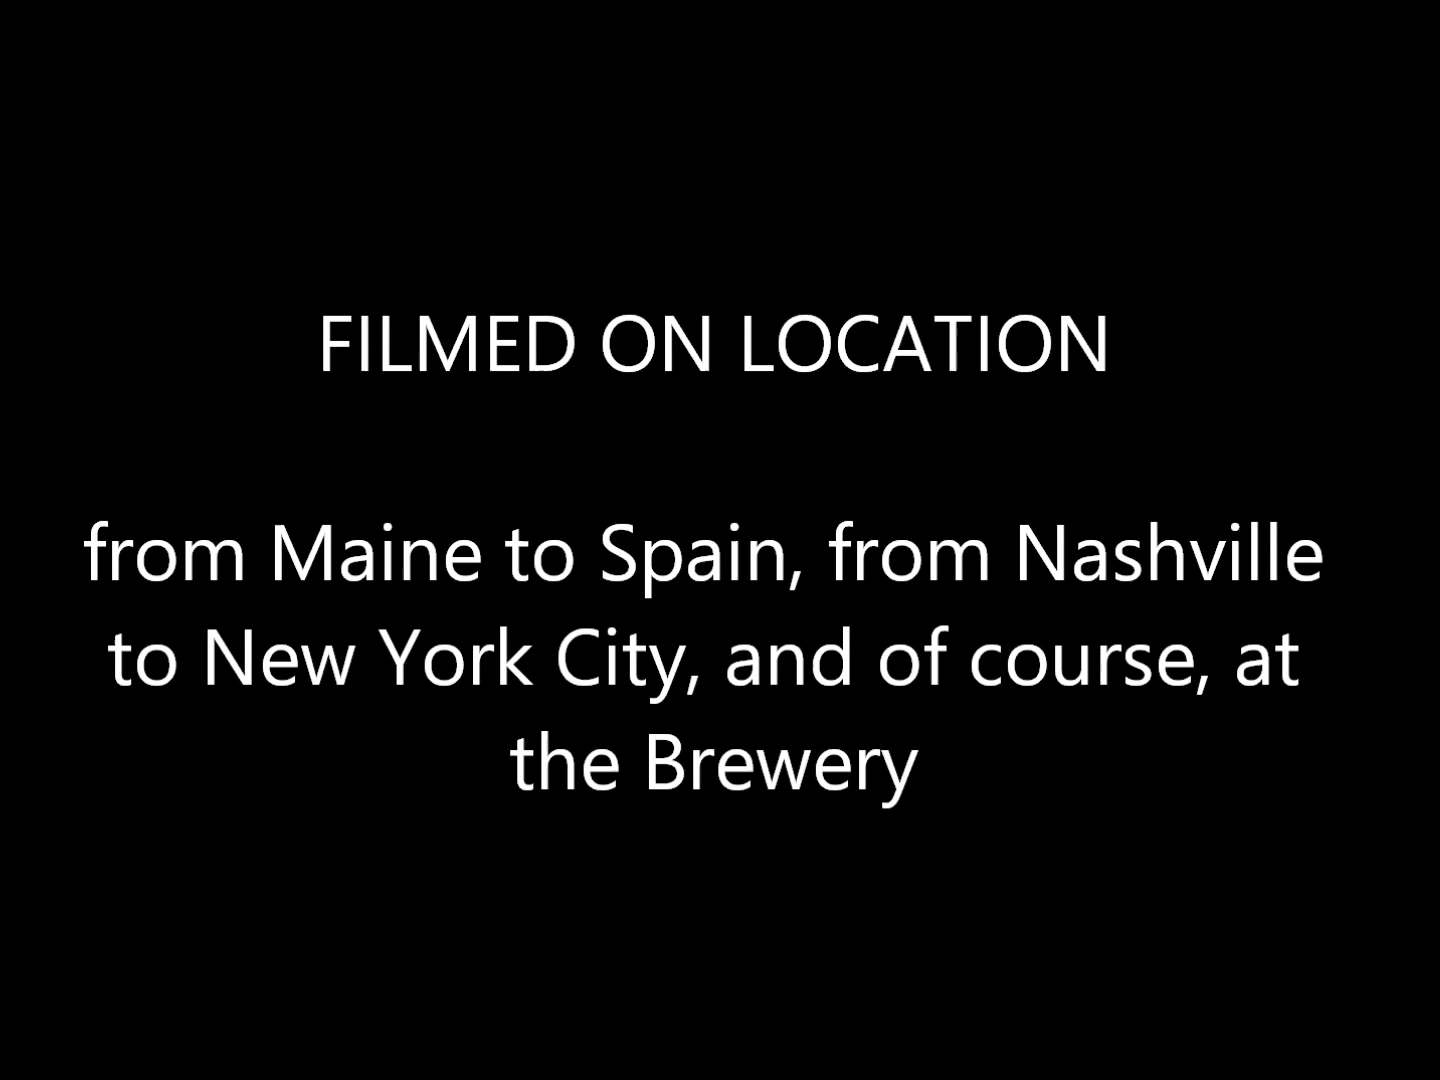 FILMED ON LOCATION
from Maine to Spain, from Nashville
to New York City, and of course, at
the Brewery